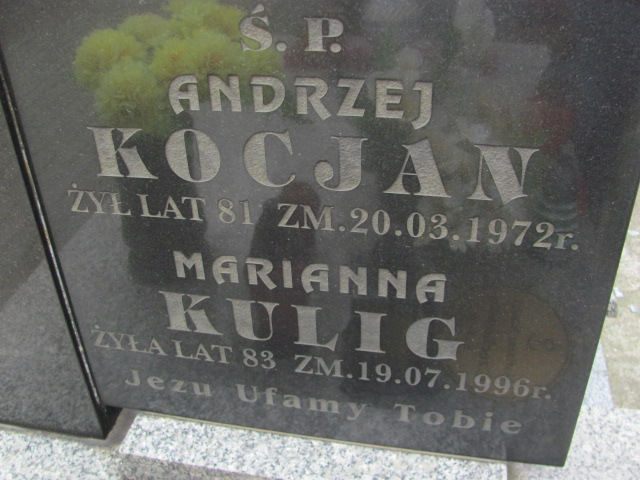 Ś. P.
ANDRZEJ
KOCJAN
ŻYŁ LAT 81 ZM.20.03.1972r.
MARIANNA
KULIG
ŻYŁA LAT 83 ZM.19.07.1996r.
Jezu Ufamy Tobie